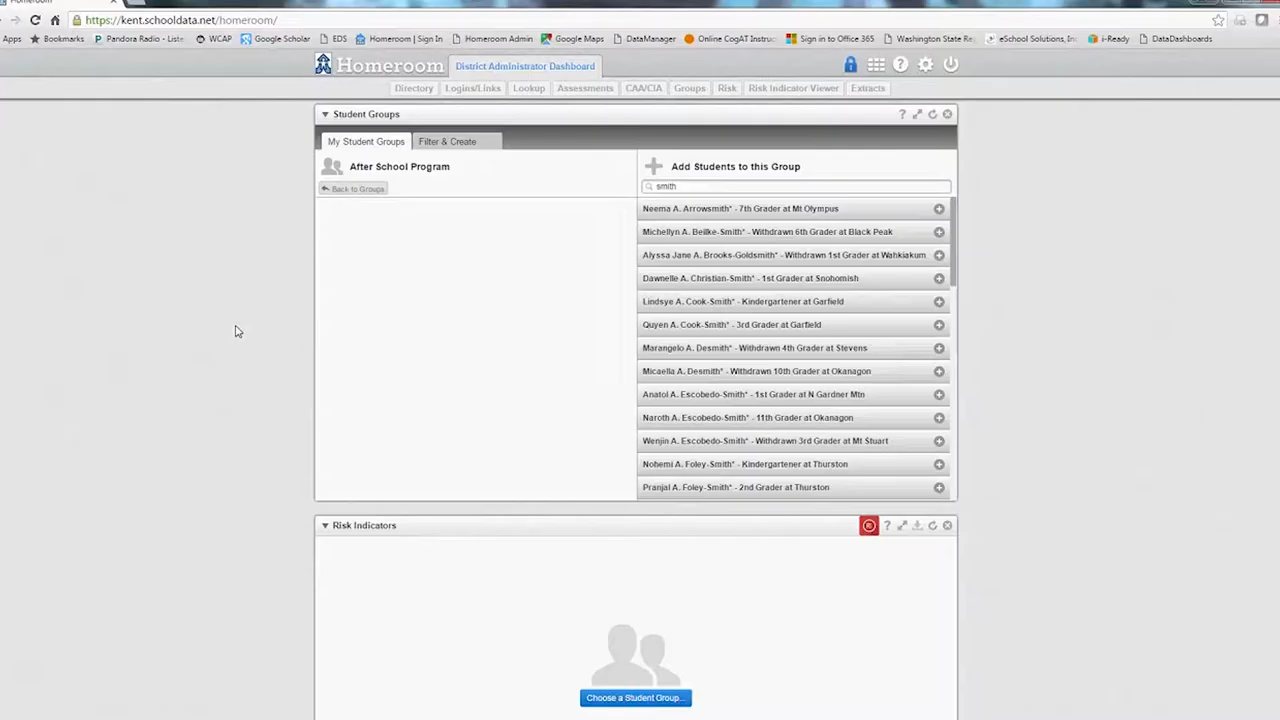 Homeroom
https://kent.schooldata.net/homeroom/
Apps Bookmarks Pandora Radio - Liste WCAP Google Scholar EDS Homeroom | Sign In Homeroom Admin Google Maps DataManager Online CogAT Instruc Sign in to Office 365 Washington State Re eSchool Solutions, In i-Ready DataDashboards
Homeroom District Administrator Dashboard
Directory Logins/Links Lookup Assessments CAA/CIA Groups Risk Risk Indicator Viewer Extracts
Student Groups
My Student Groups Filter & Create
After School Program
Back to Groups
Add Students to this Group
smith
Neema A. Arrowsmith* - 7th Grader at Mt Olympus
Michellyn A. Beilke-Smith* - Withdrawn 6th Grader at Black Peak
Alyssa Jane A. Brooks-Goldsmith* - Withdrawn 1st Grader at Wahkiakum
Dawnelle A. Christian-Smith* - 1st Grader at Snohomish
Lindsye A. Cook-Smith* - Kindergartener at Garfield
Quyen A. Cook-Smith* - 3rd Grader at Garfield
Marangelo A. Desmith* - Withdrawn 4th Grader at Stevens
Micaella A. Desmith* - Withdrawn 10th Grader at Okanagon
Anatol A. Escobedo-Smith* - 1st Grader at N Gardner Mtn
Naroth A. Escobedo-Smith* - 11th Grader at Okanagon
Wenjin A. Escobedo-Smith* - Withdrawn 3rd Grader at Mt Stuart
Nohemi A. Foley-Smith* - Kindergartener at Thurston
Pranjal A. Foley-Smith* - 2nd Grader at Thurston
Risk Indicators
Choose a Student Group...